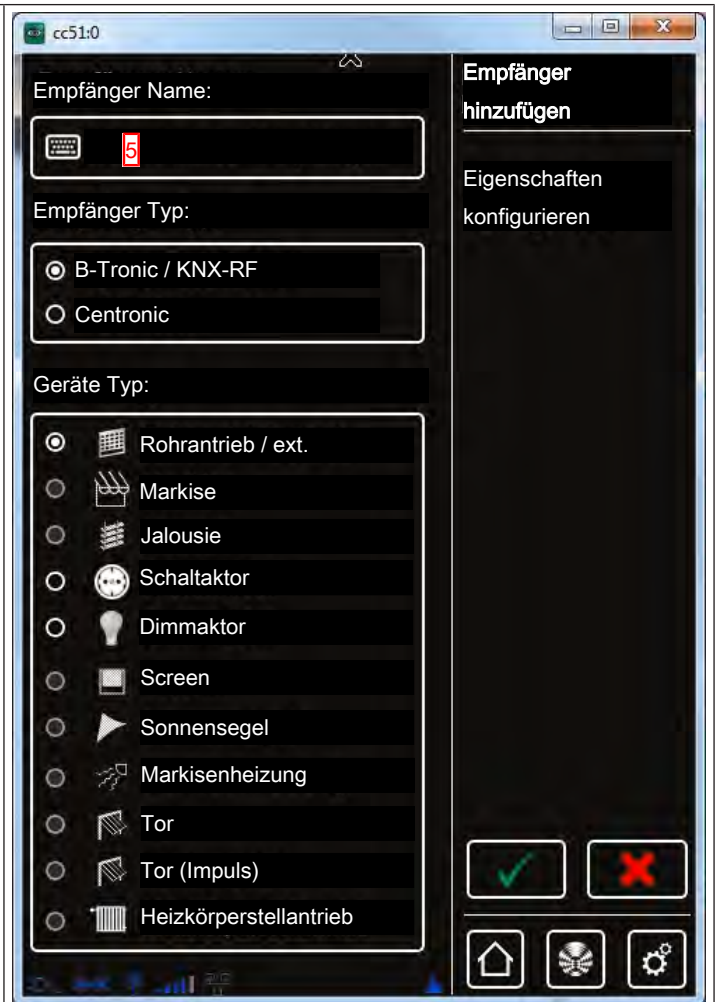 cc51:0
Empfänger Name:
5
Empfänger Typ:
B-Tronic / KNX-RF
Centronic
Geräte Typ:
Rohrantrieb / ext.
Markise
Jalousie
Schaltaktor
Dimmaktor
Screen
Sonnensegel
Markisenheizung
Tor
Tor (Impuls)
Heizkörperstellantrieb
Empfänger
hinzufügen
Eigenschaften
konfigurieren